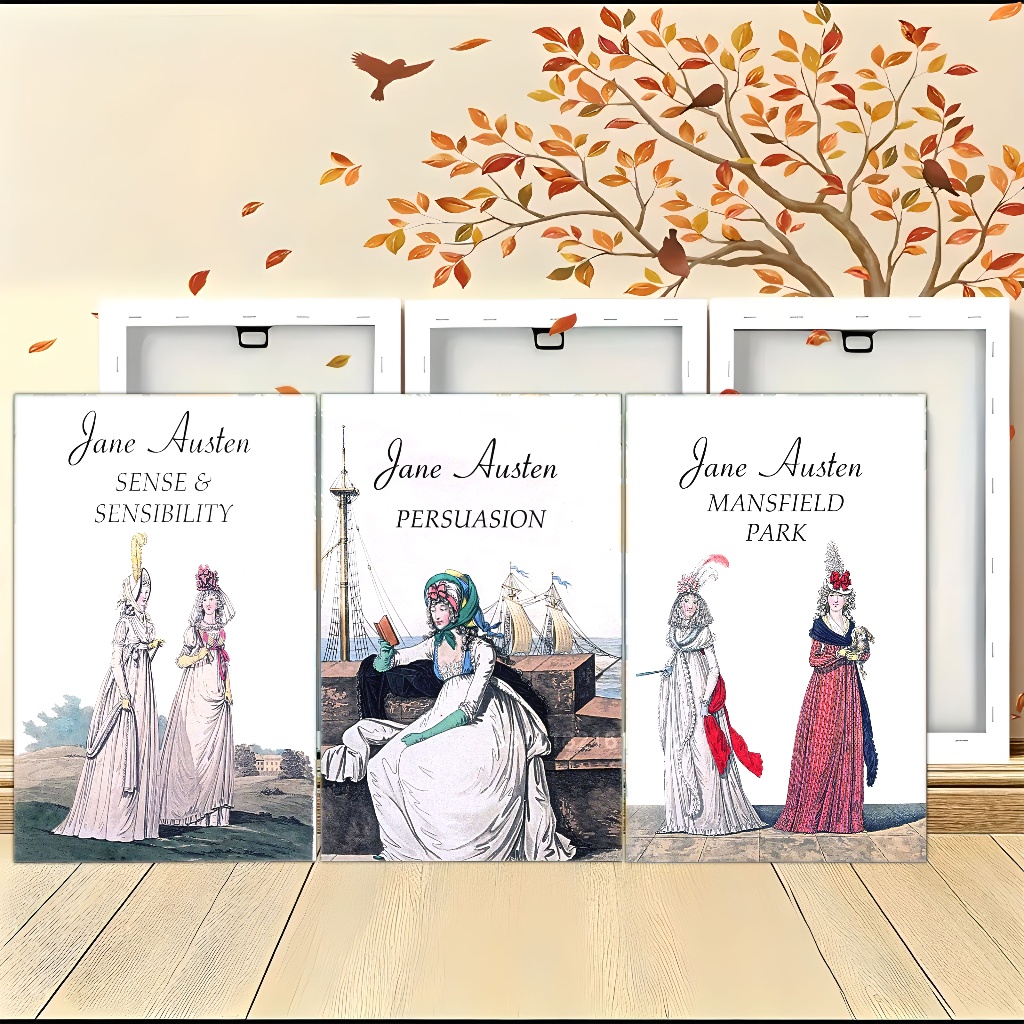 Jane Austen
SENSE &
SENSIBILITY
Jane Austen
PERSUASION
Jane Austen
MANSFIELD
PARK